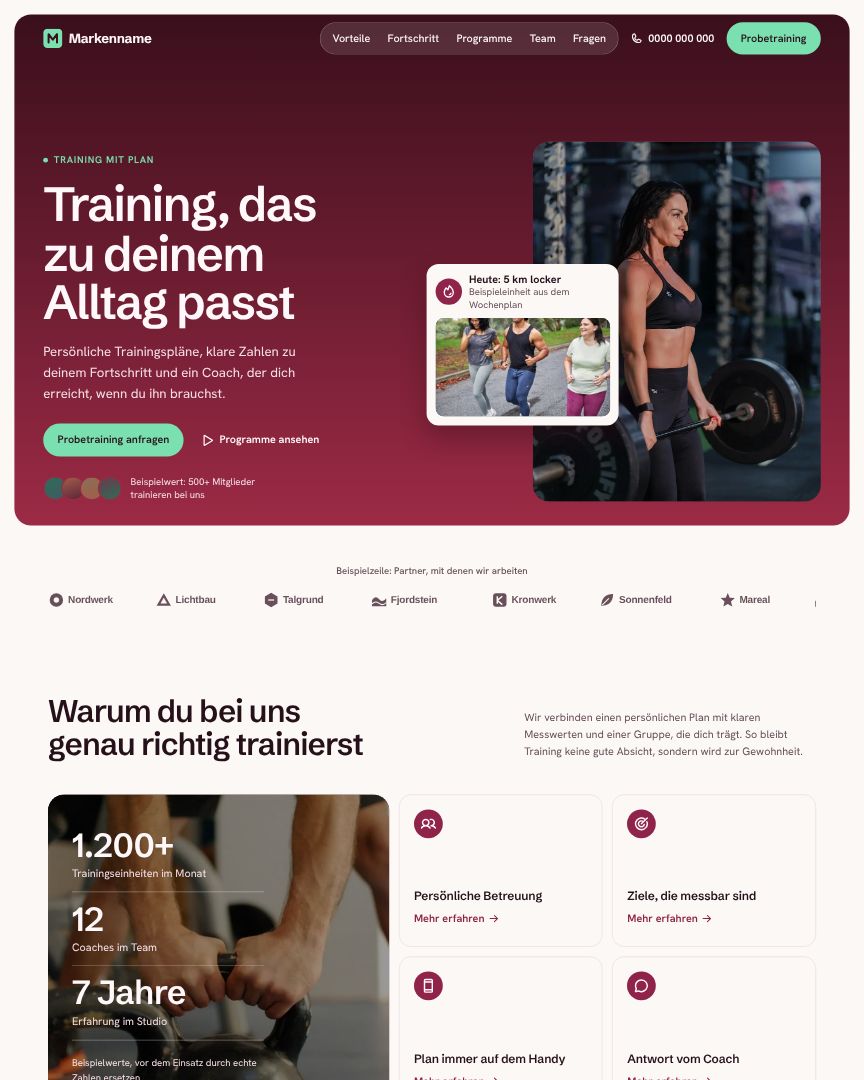 Markenname
Vorteile
Fortschritt
Programme
Team
Fragen
0000 000 000
Probetraining
TRAINING MIT PLAN
Training, das
zu deinem
Alltag passt
Persönliche Trainingspläne, klare Zahlen zu
deinem Fortschritt und ein Coach, der dich
erreicht, wenn du ihn brauchst.
Probetraining anfragen
Programme ansehen
Beispielwert: 500+ Mitglieder
trainieren bei uns
Heute: 5 km locker
Beispieleinheit aus dem
Wochenplan
Beispielzeile: Partner, mit denen wir arbeiten
Nordwerk
Lichtbau
Talgrund
Fjordstein
Kronwerk
Sonnenfeld
Mareal
Warum du bei uns
genau richtig trainierst
Wir verbinden einen persönlichen Plan mit klaren
Messwerten und einer Gruppe, die dich trägt. So bleibt
Training keine gute Absicht, sondern wird zur Gewohnheit.
1.200+
Trainingseinheiten im Monat
12
Coaches im Team
7 Jahre
Erfahrung im Studio
Beispielwerte, vor dem Einsatz durch echte
Zahlen ersetzen
Persönliche Betreuung
Mehr erfahren
Ziele, die messbar sind
Mehr erfahren
Plan immer auf dem Handy
Mehr erfahren
Antwort vom Coach
Mehr erfahren